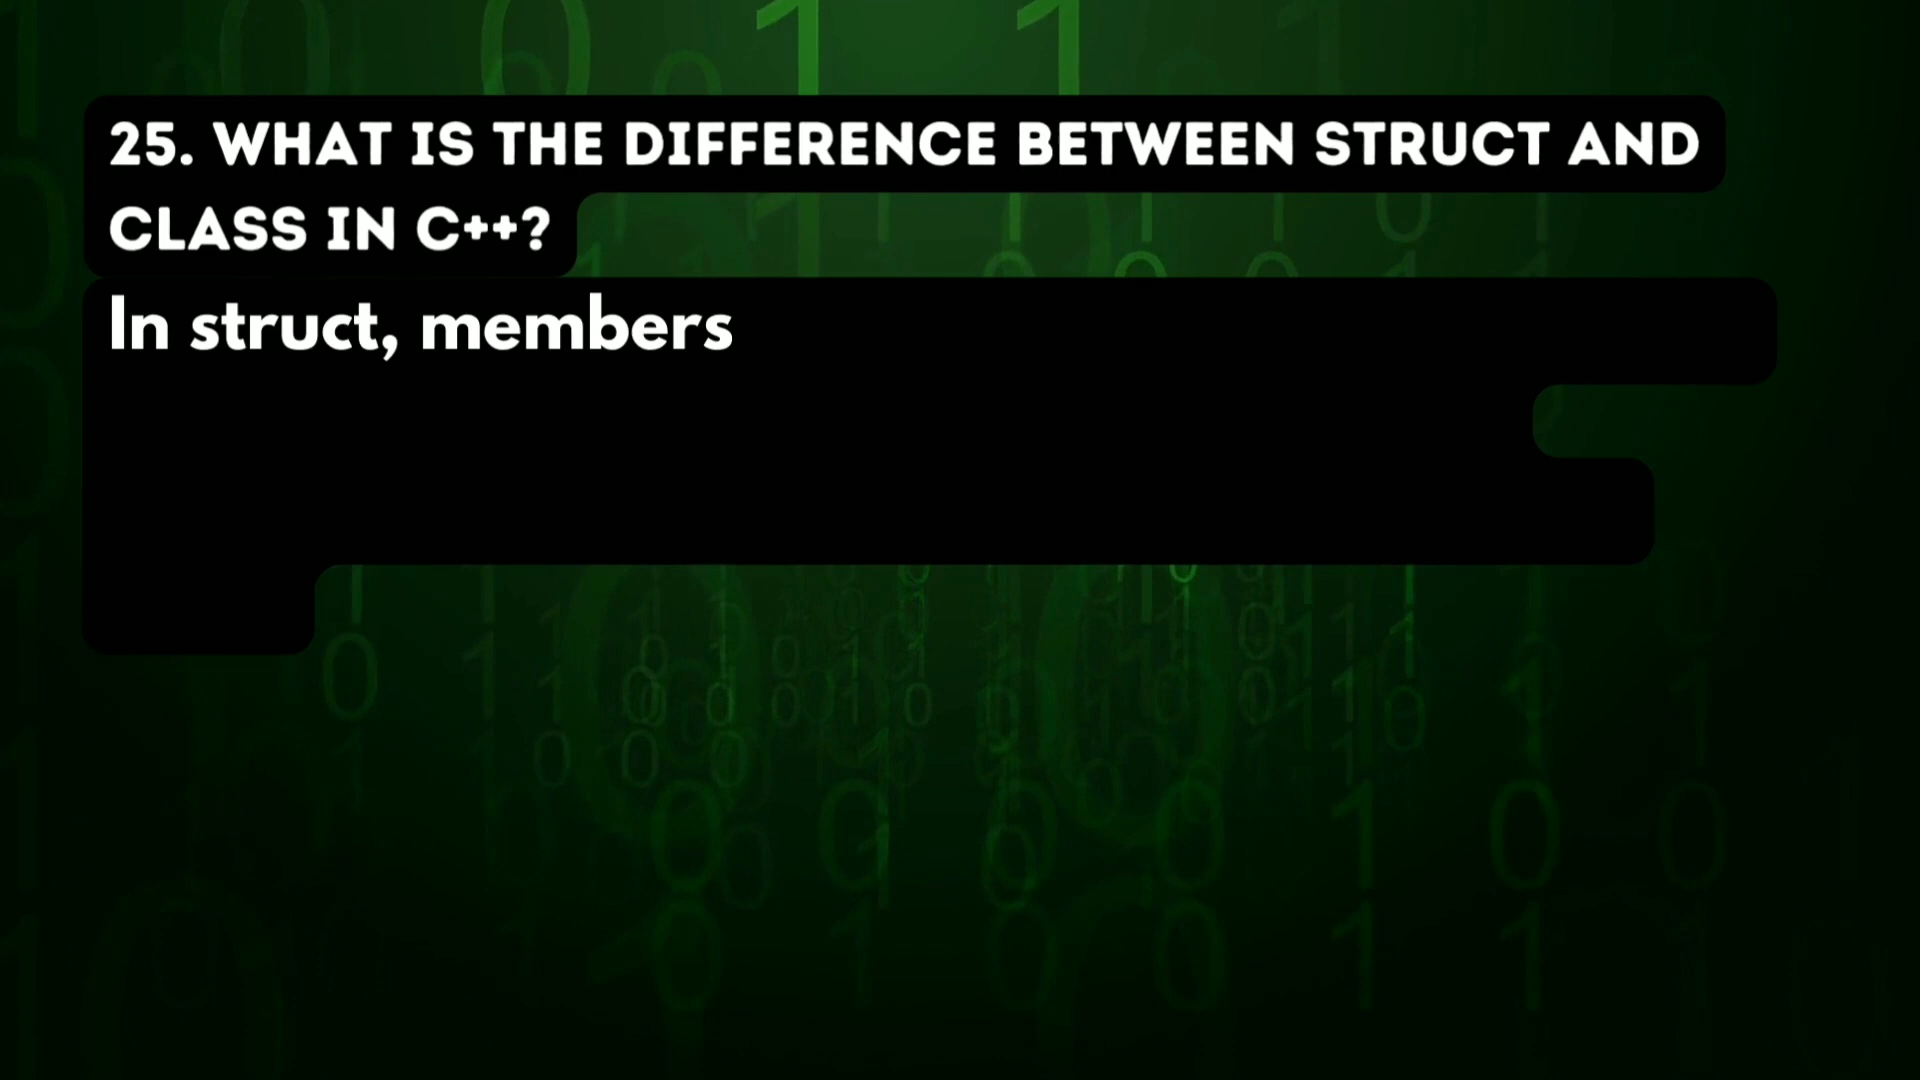 25. WHAT IS THE DIFFERENCE BETWEEN STRUCT AND
CLASS IN C++?
In struct, members